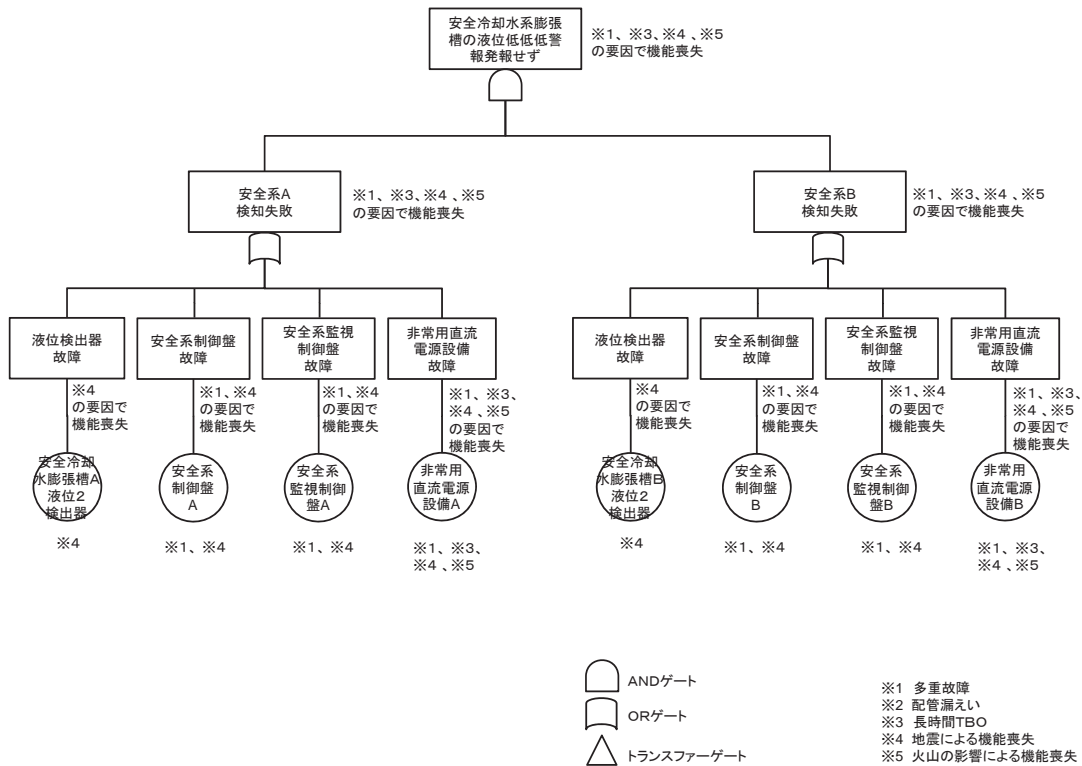 安全冷却水系膨張
槽の液位低低低警
報発報せず
※1、※3、※4 、※5
の要因で機能喪失
安全系A
検知失敗
※1、※3、※4 、※5
の要因で機能喪失
安全系B
検知失敗
※1、※3、※4 、※5
の要因で機能喪失
液位検出器
故障
安全系制御盤
故障
安全系監視
制御盤
故障
非常用直流
電源設備
故障
液位検出器
故障
安全系制御盤
故障
安全系監視
制御盤
故障
非常用直流
電源設備
故障
※4
の要因で
機能喪失
※1、※4
の要因で
機能喪失
※1、※4
の要因で
機能喪失
※1、※3、
※4 、※5
の要因で
機能喪失
※4
の要因で
機能喪失
※1、※4
の要因で
機能喪失
※1、※4
の要因で
機能喪失
※1、※3、
※4 、※5
の要因で
機能喪失
安全冷却
水膨張槽A
液位2
検出器
安全系
制御盤
A
安全系
監視制御
盤A
非常用
直流電源
設備A
安全冷却
水膨張槽B
液位2
検出器
安全系
制御盤
B
安全系
監視制御
盤B
非常用
直流電源
設備B
※4
※1、※4
※1、※4
※1、※3、
※4 、※5
※4
※1、※4
※1、※4
※1、※3、
※4 、※5
ANDゲート
ORゲート
トランスファーゲート
※1 多重故障
※2 配管漏えい
※3 長時間TBO
※4 地震による機能喪失
※5 火山の影響による機能喪失